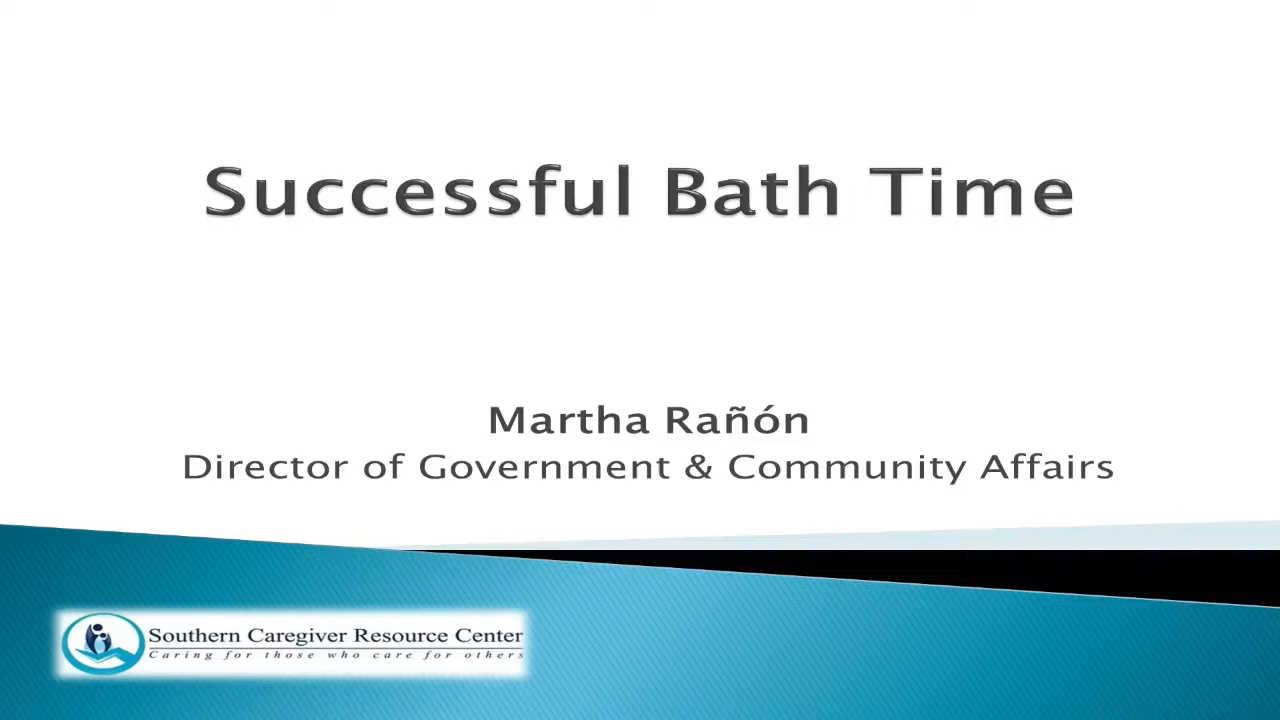 Successful Bath Time
Martha Rañón
Director of Government & Community Affairs
Southern Caregiver Resource Center
Caring for those who care for others